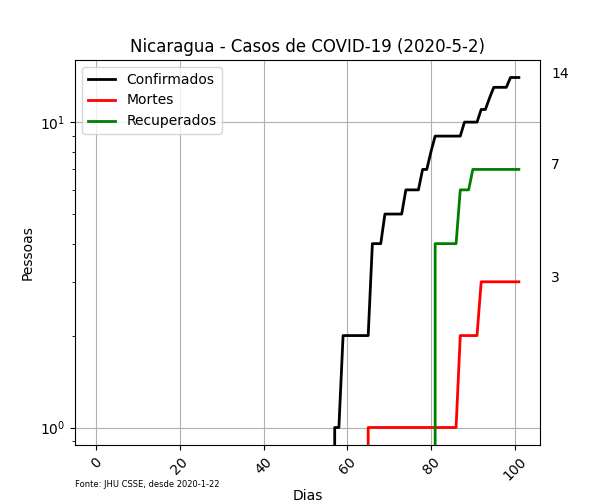 Nicaragua - Casos de COVID-19 (2020-5-2)
Confirmados
Mortes
Recuperados
14
7
3
10¹
10⁰
Pessoas
0 20 40 60 80 100
Fonte: JHU CSSE, desde 2020-1-22
Dias